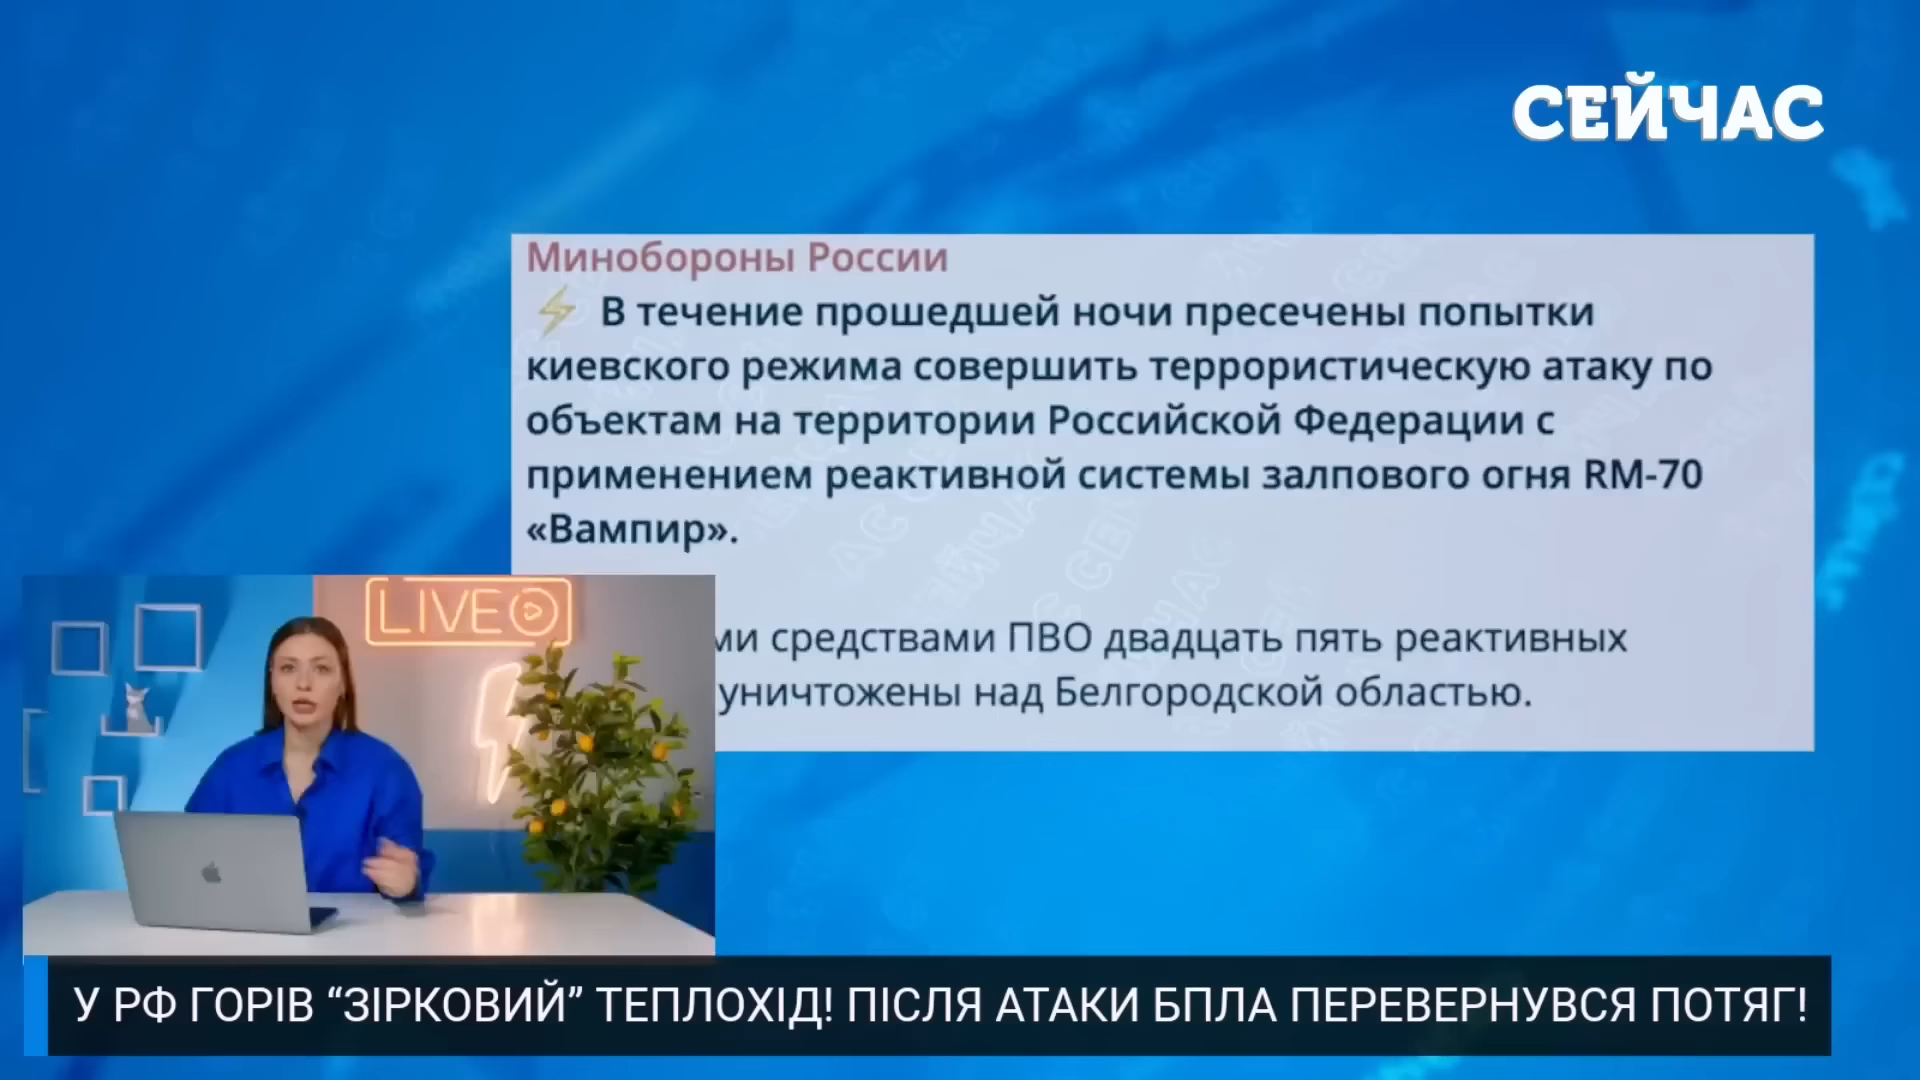 СЕЙЧАС
Минобороны России
⚡ В течение прошедшей ночи пресечены попытки
киевского режима совершить террористическую атаку по
объектам на территории Российской Федерации с
применением реактивной системы залпового огня RM-70
«Вампир».
средствами ПВО двадцать пять реактивных
уничтожены над Белгородской областью.
LIVE
У РФ ГОРІВ “ЗІРКОВИЙ” ТЕПЛОХІД! ПІСЛЯ АТАКИ БПЛА ПЕРЕВЕРНУВСЯ ПОТЯГ!